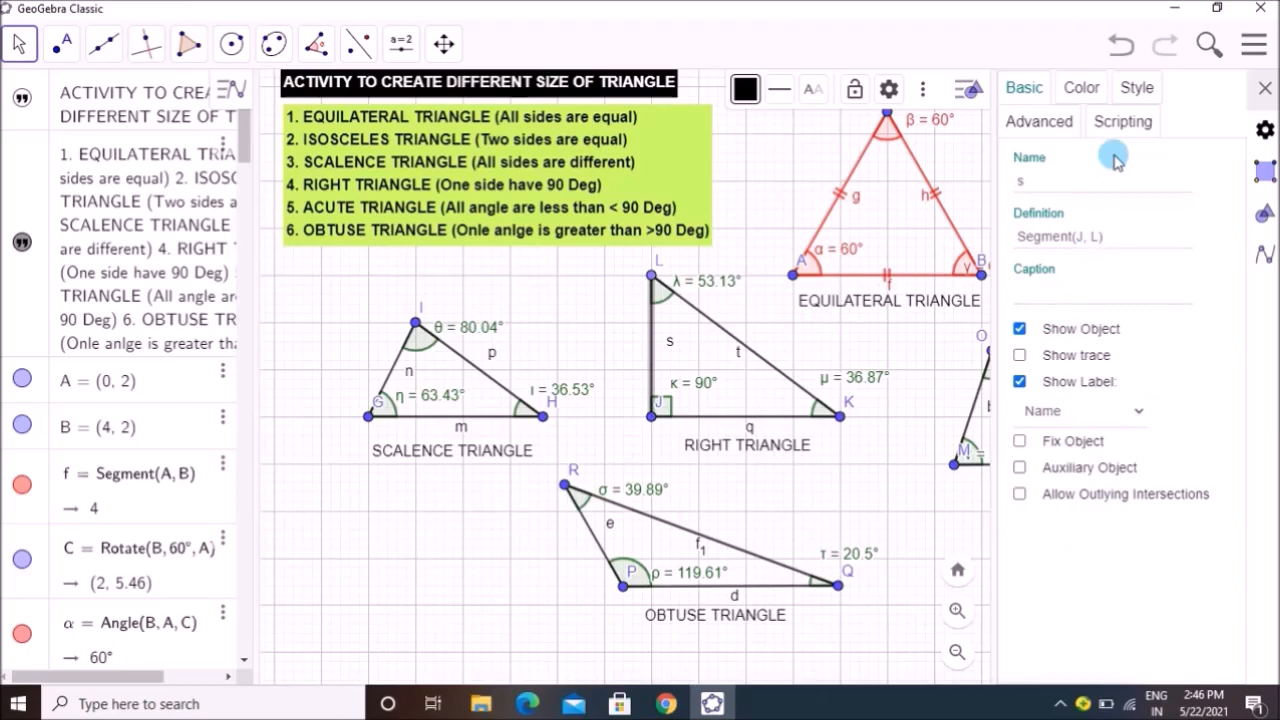 GeoGebra Classic
A
a=2
ACTIVITY TO CREA
DIFFERENT SIZE OF T
1. EQUILATERAL TRIA
sides are equal) 2. ISOSC
TRIANGLE (Two sides a
SCALENCE TRIANGLE
are different) 4. RIGHT T
(One side have 90 Deg)
TRIANGLE (All angle are
90 Deg) 6. OBTUSE TR
(Onle anlge is greater tha
A = (0, 2)
B = (4, 2)
f = Segment(A, B)
→ 4
C = Rotate(B, 60°, A)
→ (2, 5.46)
α = Angle(B, A, C)
→ 60°
ACTIVITY TO CREATE DIFFERENT SIZE OF TRIANGLE
1. EQUILATERAL TRIANGLE (All sides are equal)
2. ISOSCELES TRIANGLE (Two sides are equal)
3. SCALENCE TRIANGLE (All sides are different)
4. RIGHT TRIANGLE (One side have 90 Deg)
5. ACUTE TRIANGLE (All angle are less than < 90 Deg)
6. OBTUSE TRIANGLE (Onle anlge is greater than >90 Deg)
AA
β = 60°
g
h
α = 60°
A
B
γ =
f
EQUILATERAL TRIANGLE
I
θ = 80.04°
n
p
η = 63.43°
ι = 36.53°
G
H
m
SCALENCE TRIANGLE
L
λ = 53.13°
s
t
κ = 90°
μ = 36.87°
J
K
q
RIGHT TRIANGLE
O
M
R
σ = 39.89°
e
f₁
τ = 20.5°
P
ρ = 119.61°
Q
d
OBTUSE TRIANGLE
Basic
Color
Style
Advanced
Scripting
Name
s
Definition
Segment(J, L)
Caption
Show Object
Show trace
Show Label:
Name
Fix Object
Auxiliary Object
Allow Outlying Intersections
Type here to search
ENG
IN
2:46 PM
5/22/2021